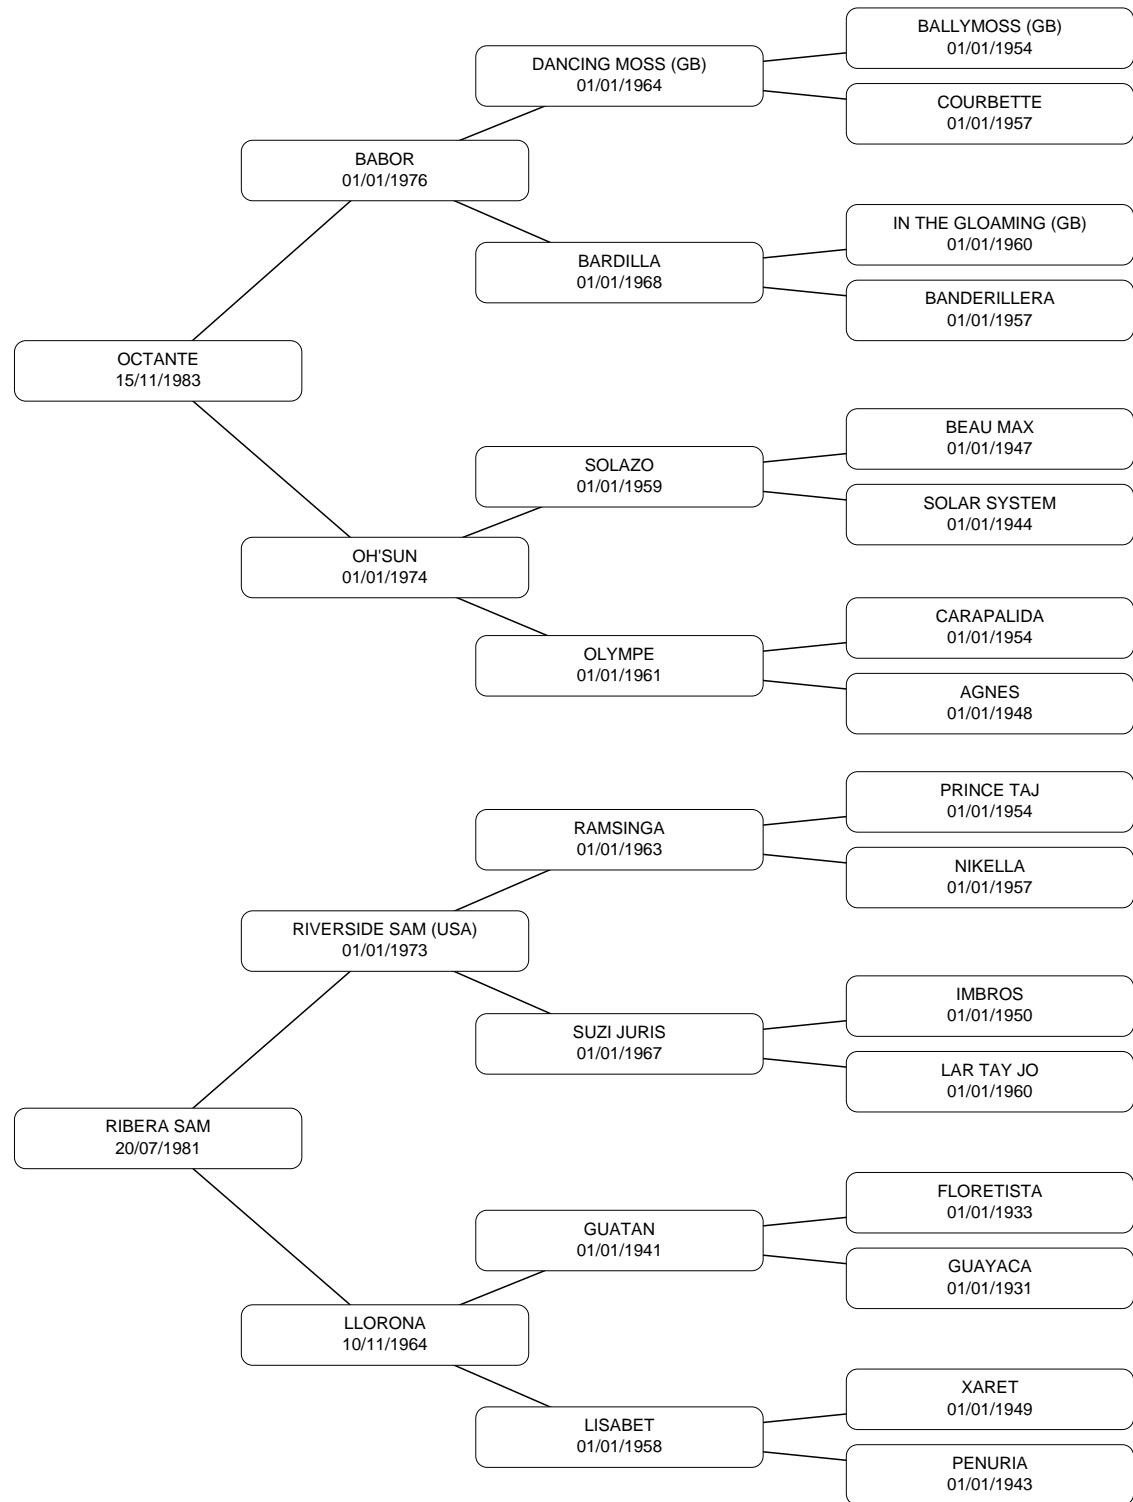 BALLYMOSS (GB)
01/01/1954
DANCING MOSS (GB)
01/01/1964
COURBETTE
01/01/1957
BABOR
01/01/1976
IN THE GLOAMING (GB)
01/01/1960
BARDILLA
01/01/1968
BANDERILLERA
01/01/1957
OCTANTE
15/11/1983
BEAU MAX
01/01/1947
SOLAZO
01/01/1959
SOLAR SYSTEM
01/01/1944
OH'SUN
01/01/1974
CARAPALIDA
01/01/1954
OLYMPE
01/01/1961
AGNES
01/01/1948
PRINCE TAJ
01/01/1954
RAMSINGA
01/01/1963
NIKELLA
01/01/1957
RIVERSIDE SAM (USA)
01/01/1973
IMBROS
01/01/1950
SUZI JURIS
01/01/1967
LAR TAY JO
01/01/1960
RIBERA SAM
20/07/1981
FLORETISTA
01/01/1933
GUATAN
01/01/1941
GUAYACA
01/01/1931
LLORONA
10/11/1964
XARET
01/01/1949
LISABET
01/01/1958
PENURIA
01/01/1943